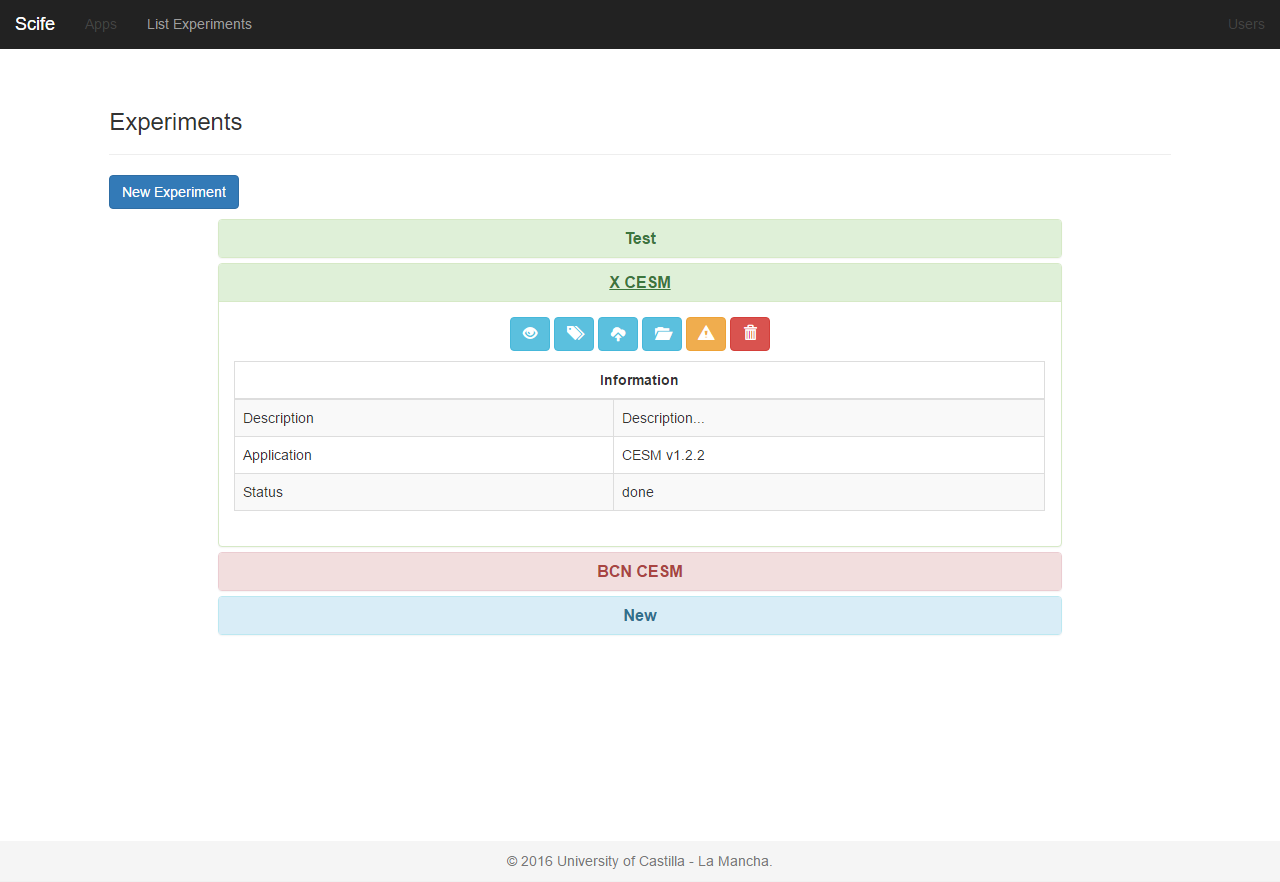 Scife Apps List Experiments Users
Experiments
New Experiment
Test
X CESM
Information
Description Description...
Application CESM v1.2.2
Status done
BCN CESM
New
© 2016 University of Castilla - La Mancha.